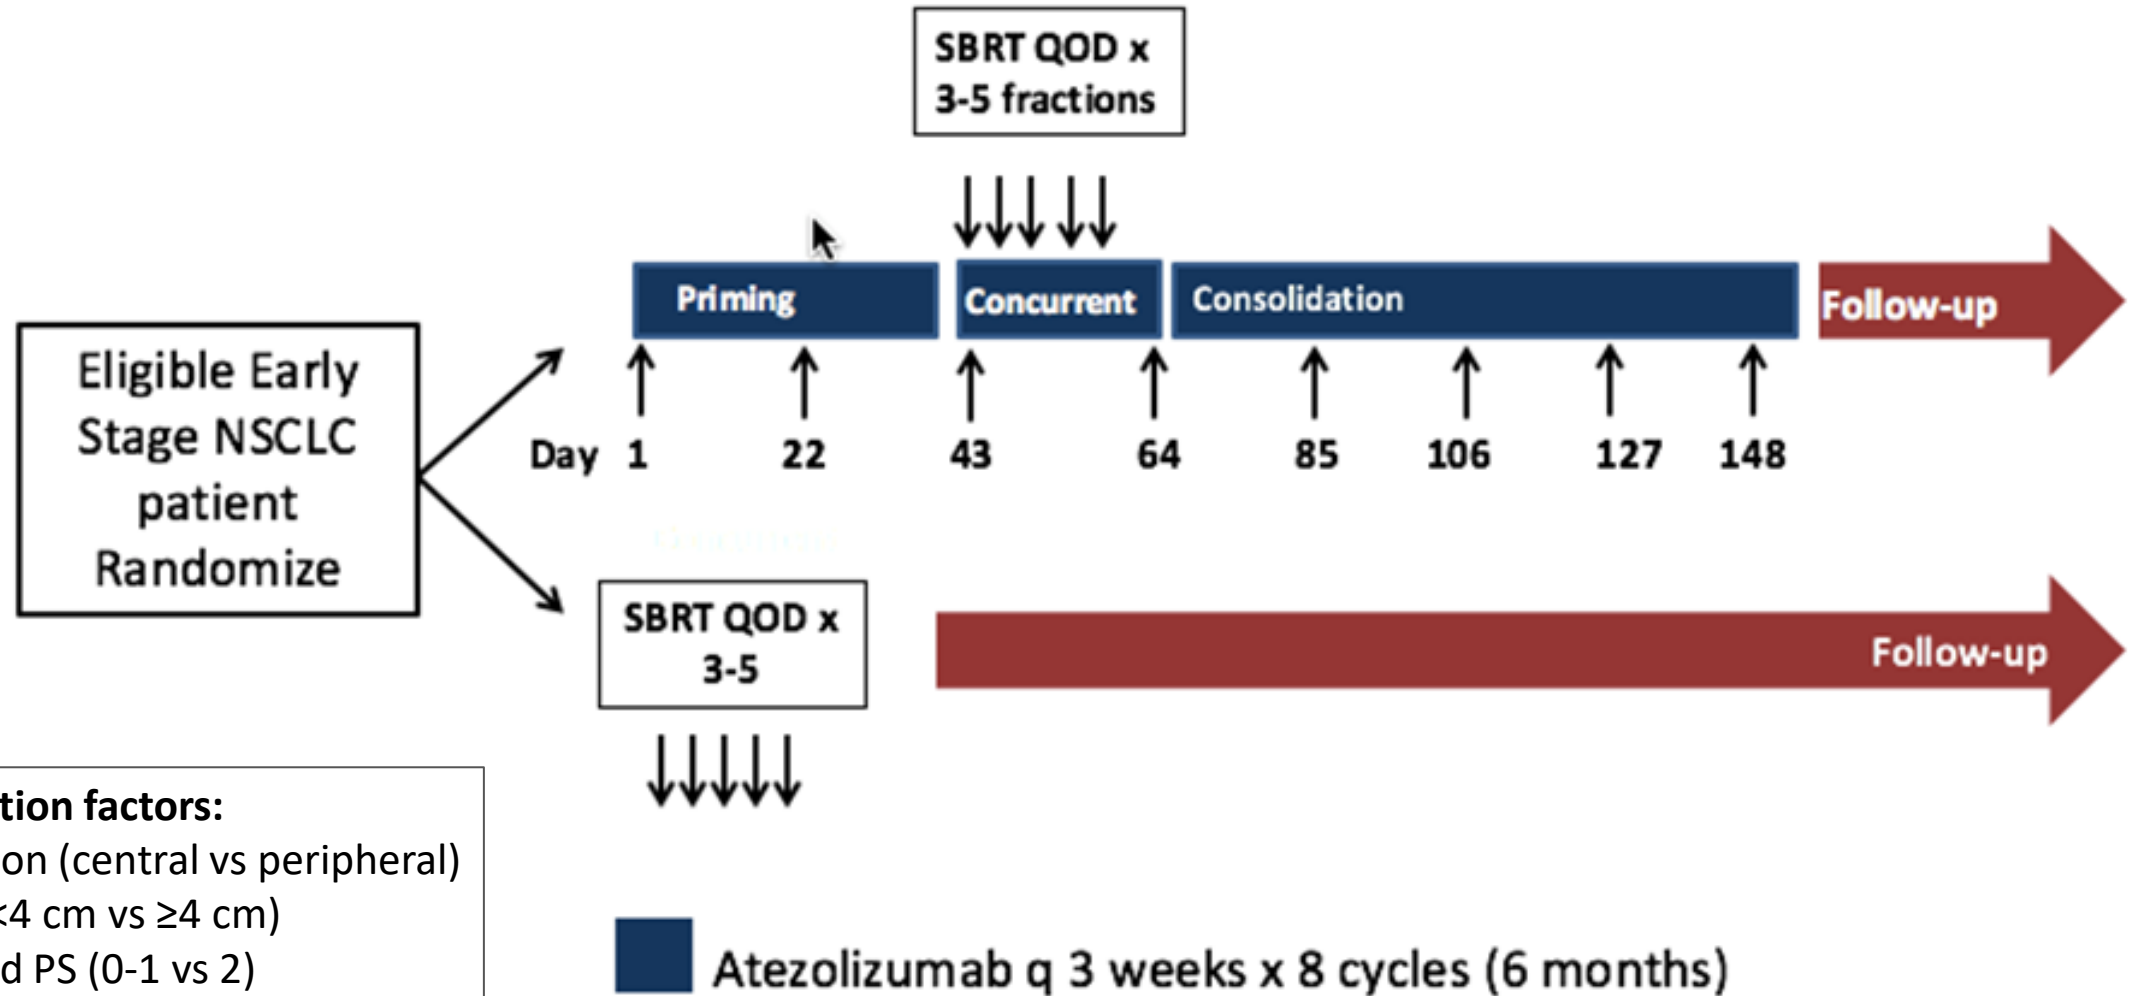 SBRT QOD x
3-5 fractions
Priming
Concurrent
Consolidation
Follow-up
Eligible Early
Stage NSCLC
patient
Randomize
Day 1 22 43 64 85 106 127 148
SBRT QOD x
3-5
Follow-up
tion factors:
on (central vs peripheral)
<4 cm vs ≥4 cm)
d PS (0-1 vs 2)
Atezolizumab q 3 weeks x 8 cycles (6 months)